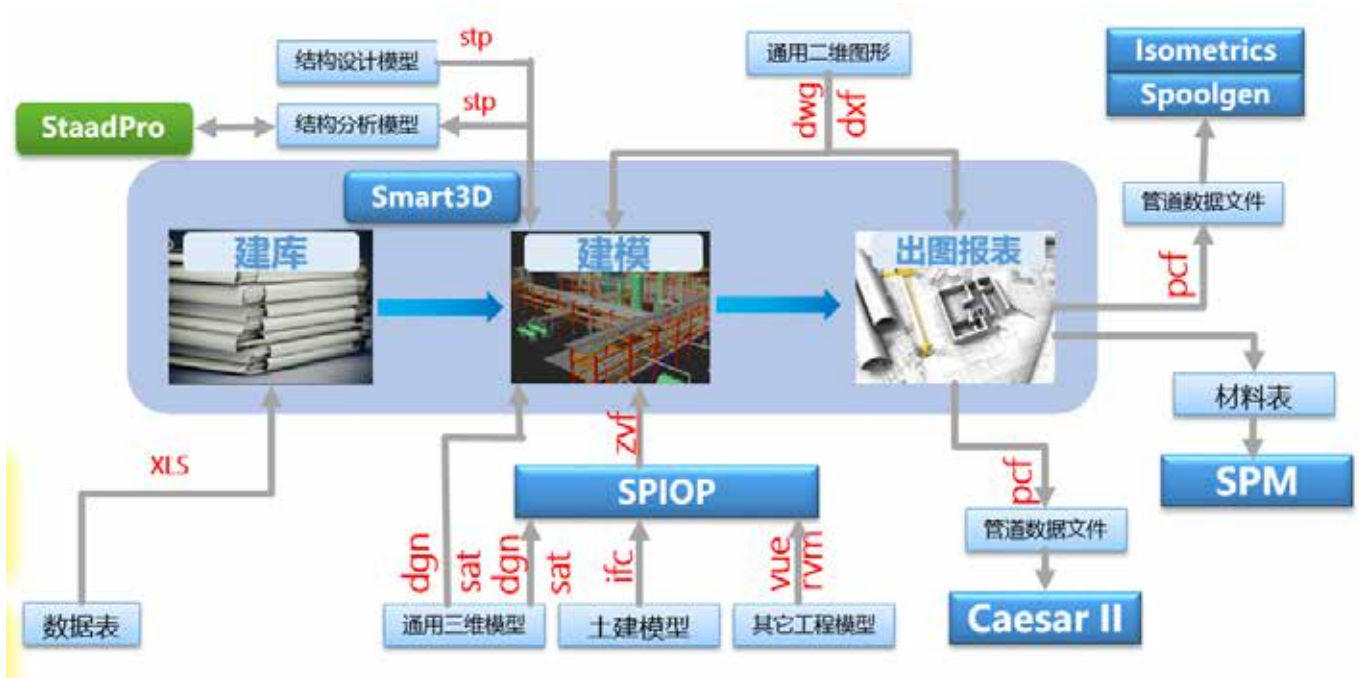 结构设计模型
stp
通用二维图形
Isometrics
Spoolgen
StaadPro
结构分析模型
stp
dwg
dxf
Smart3D
管道数据文件
建库
建模
出图报表
pcf
材料表
XLS
zvf
SPIOP
SPM
pcf
管道数据文件
dgn
sat
dgn
sat
ifc
vue
rvm
数据表
通用三维模型
土建模型
其它工程模型
Caesar II